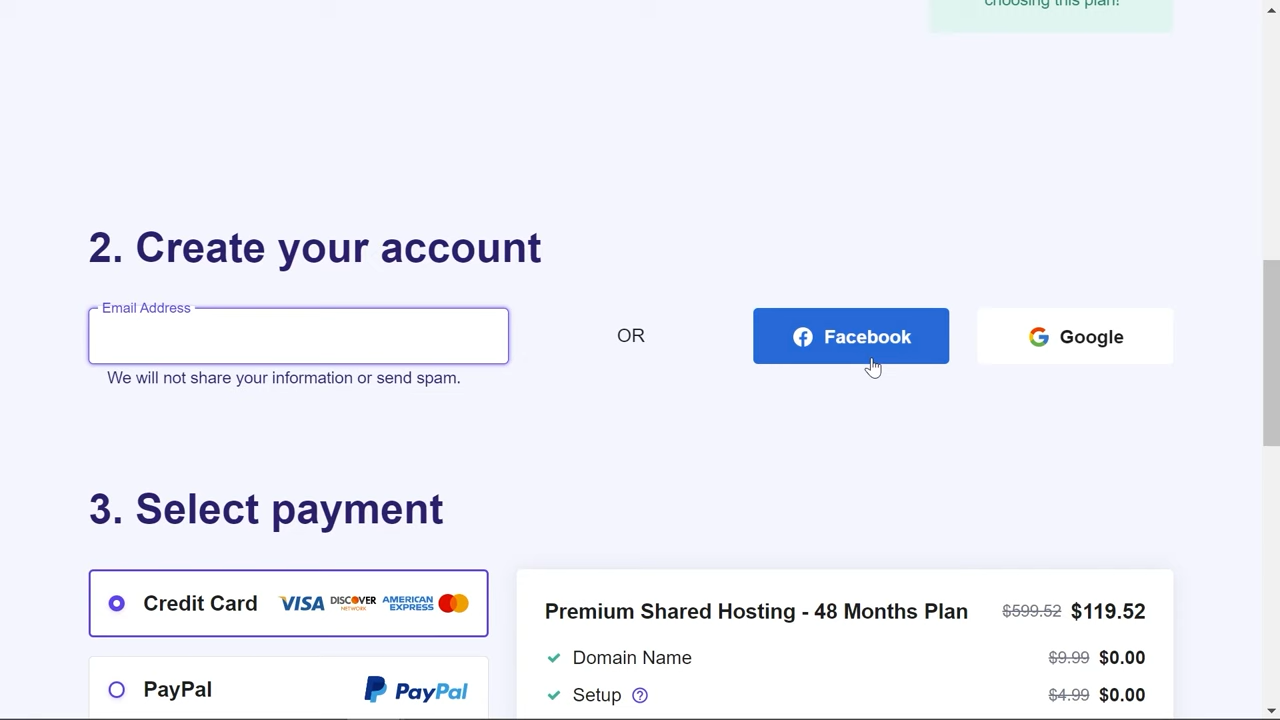 choosing this plan!
2. Create your account
Email Address
We will not share your information or send spam.
OR
Facebook
Google
3. Select payment
Credit Card VISA DISCOVER NETWORK AMERICAN EXPRESS
PayPal PayPal
Premium Shared Hosting - 48 Months Plan $599.52 $119.52
Domain Name $9.99 $0.00
Setup ? $4.99 $0.00